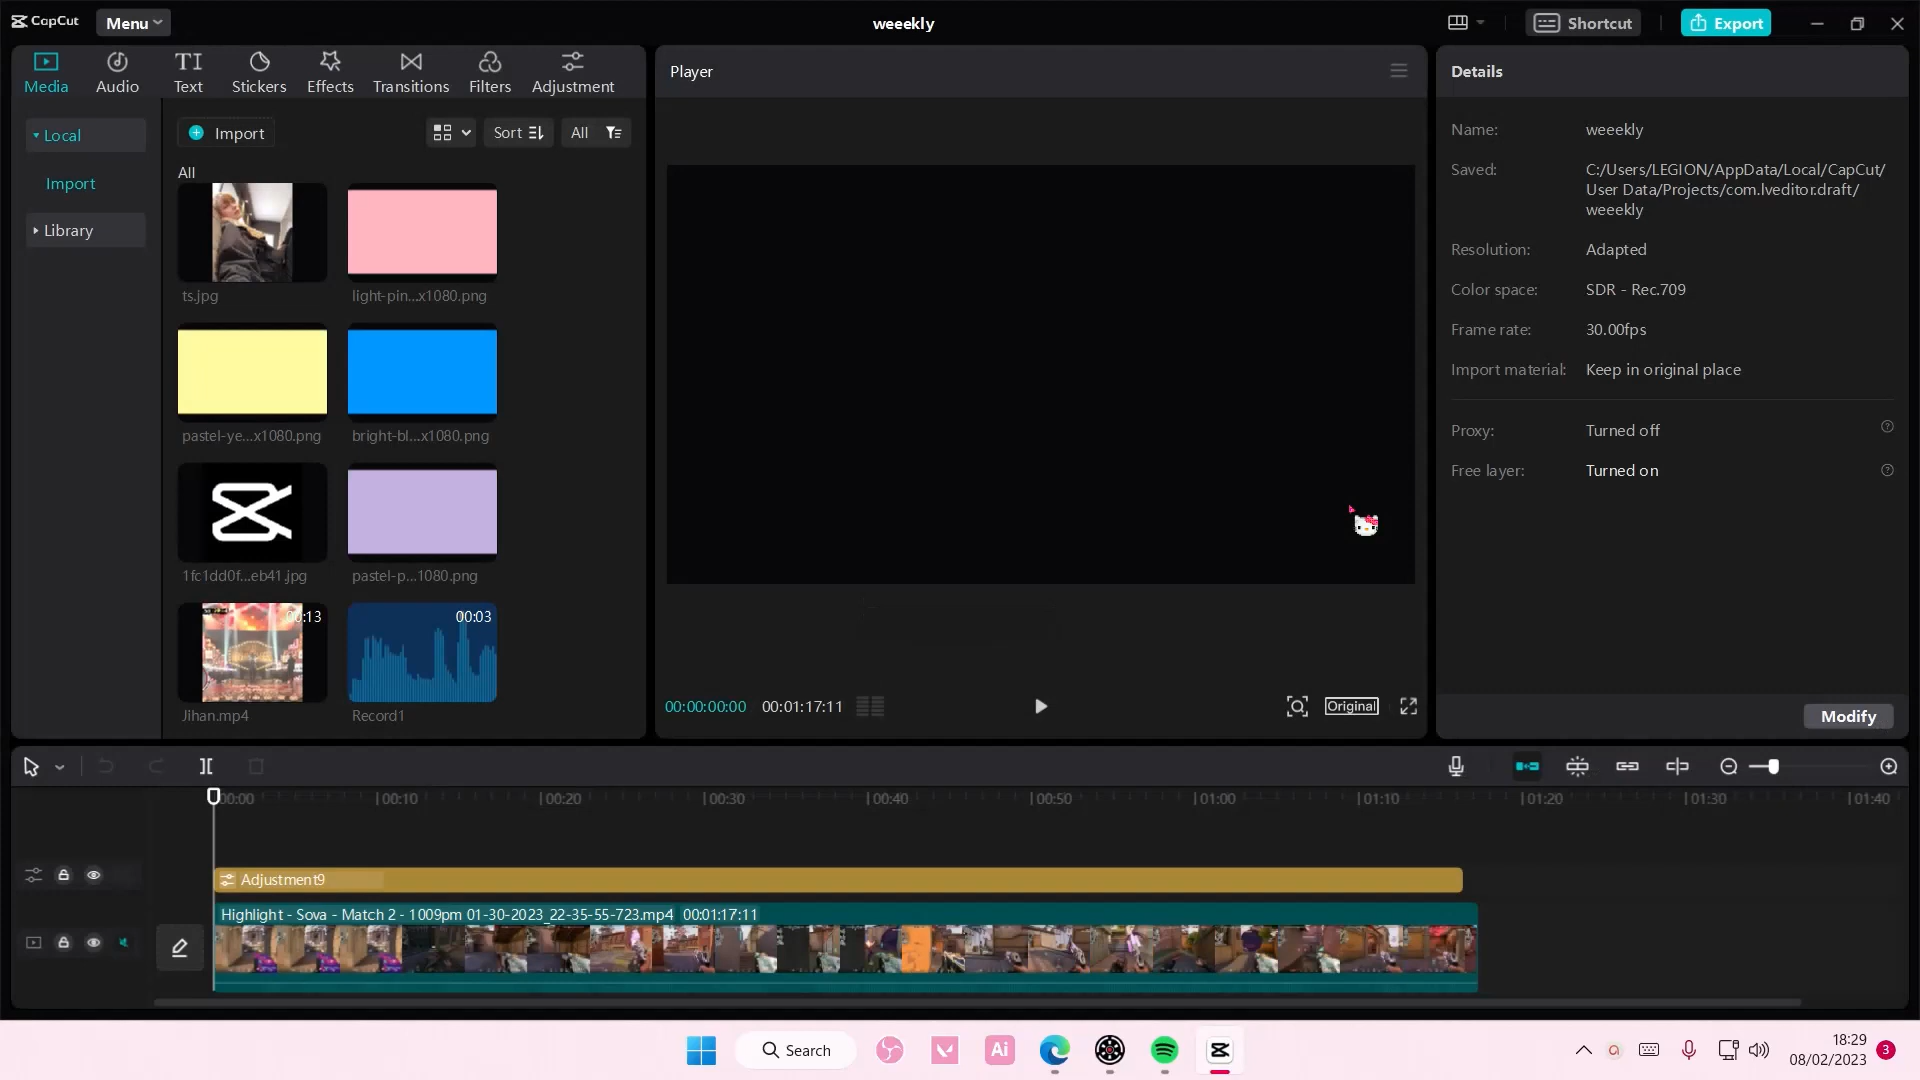 CapCut
Menu
weeekly
Shortcut
Export
Media
Audio
TI
Text
Stickers
Effects
Transitions
Filters
Adjustment
Player
Details
Local
Import
Library
Import
Sort
All
All
ts.jpg
light-pin...x1080.png
pastel-ye...x1080.png
bright-bl...x1080.png
1fc1dd0f...eb41.jpg
pastel-p...1080.png
00:13
00:03
Jihan.mp4
Record1
00:00:00:00
00:01:17:11
Original
Name:
weeekly
Saved:
C:/Users/LEGION/AppData/Local/CapCut/
User Data/Projects/com.lveditor.draft/
weeekly
Resolution:
Adapted
Color space:
SDR - Rec.709
Frame rate:
30.00fps
Import material:
Keep in original place
Proxy:
Turned off
Free layer:
Turned on
Modify
00:00
00:10
00:20
00:30
00:40
00:50
01:00
01:10
01:20
01:30
01:40
Adjustment9
Highlight - Sova - Match 2 - 1009pm 01-30-2023_22-35-55-723.mp4 00:01:17:11
Search
Ai
18:29
08/02/2023
3